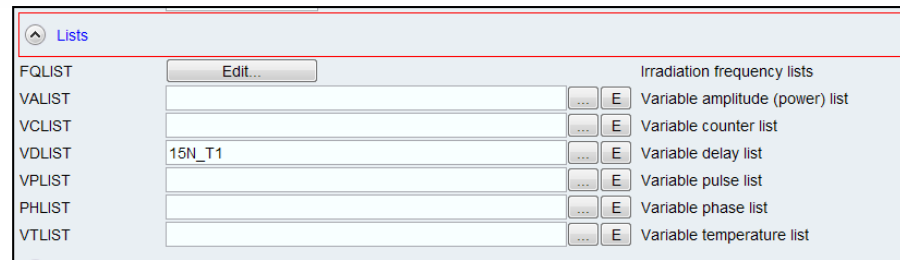 Lists
FQLIST Edit... Irradiation frequency lists
VALIST ... E Variable amplitude (power) list
VCLIST ... E Variable counter list
VDLIST 15N_T1 ... E Variable delay list
VPLIST ... E Variable pulse list
PHLIST ... E Variable phase list
VTLIST ... E Variable temperature list